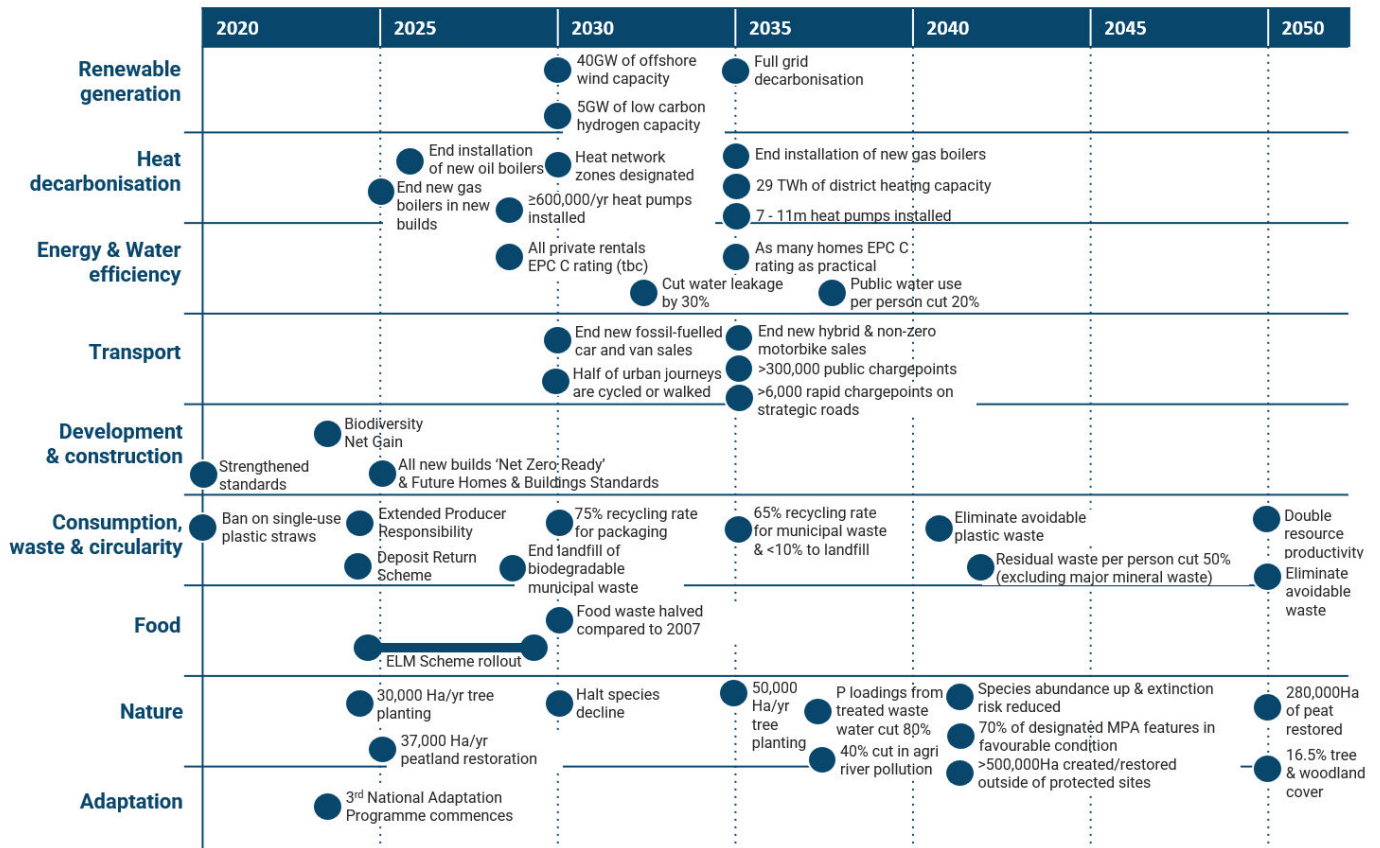 2020 2025 2030 2035 2040 2045 2050
Renewable
generation
40GW of offshore
wind capacity
Full grid
decarbonisation
5GW of low carbon
hydrogen capacity
Heat
decarbonisation
End installation
of new oil boilers
End new gas
boilers in new
builds
Heat network
zones designated
≥600,000/yr heat pumps
installed
End installation of new gas boilers
29 TWh of district heating capacity
7 - 11m heat pumps installed
Energy & Water
efficiency
All private rentals
EPC C rating (tbc)
As many homes EPC C
rating as practical
Cut water leakage
by 30%
Public water use
per person cut 20%
Transport
End new fossil-fuelled
car and van sales
Half of urban journeys
are cycled or walked
End new hybrid & non-zero
motorbike sales
>300,000 public chargepoints
>6,000 rapid chargepoints on
strategic roads
Development
& construction
Biodiversity
Net Gain
Strengthened
standards
All new builds ‘Net Zero Ready’
& Future Homes & Buildings Standards
Consumption,
waste & circularity
Ban on single-use
plastic straws
Extended Producer
Responsibility
Deposit Return
Scheme
75% recycling rate
for packaging
End landfill of
biodegradable
municipal waste
65% recycling rate
for municipal waste
& <10% to landfill
Eliminate avoidable
plastic waste
Residual waste per person cut 50%
(excluding major mineral waste)
Double
resource
productivity
Eliminate
avoidable
waste
Food
Food waste halved
compared to 2007
ELM Scheme rollout
Nature
30,000 Ha/yr tree
planting
37,000 Ha/yr
peatland restoration
Halt species
decline
50,000
Ha/yr
tree
planting
P loadings from
treated waste
water cut 80%
40% cut in agri
river pollution
Species abundance up & extinction
risk reduced
70% of designated MPA features in
favourable condition
>500,000Ha created/restored
outside of protected sites
280,000Ha
of peat
restored
16.5% tree
& woodland
cover
Adaptation
3rd National Adaptation
Programme commences